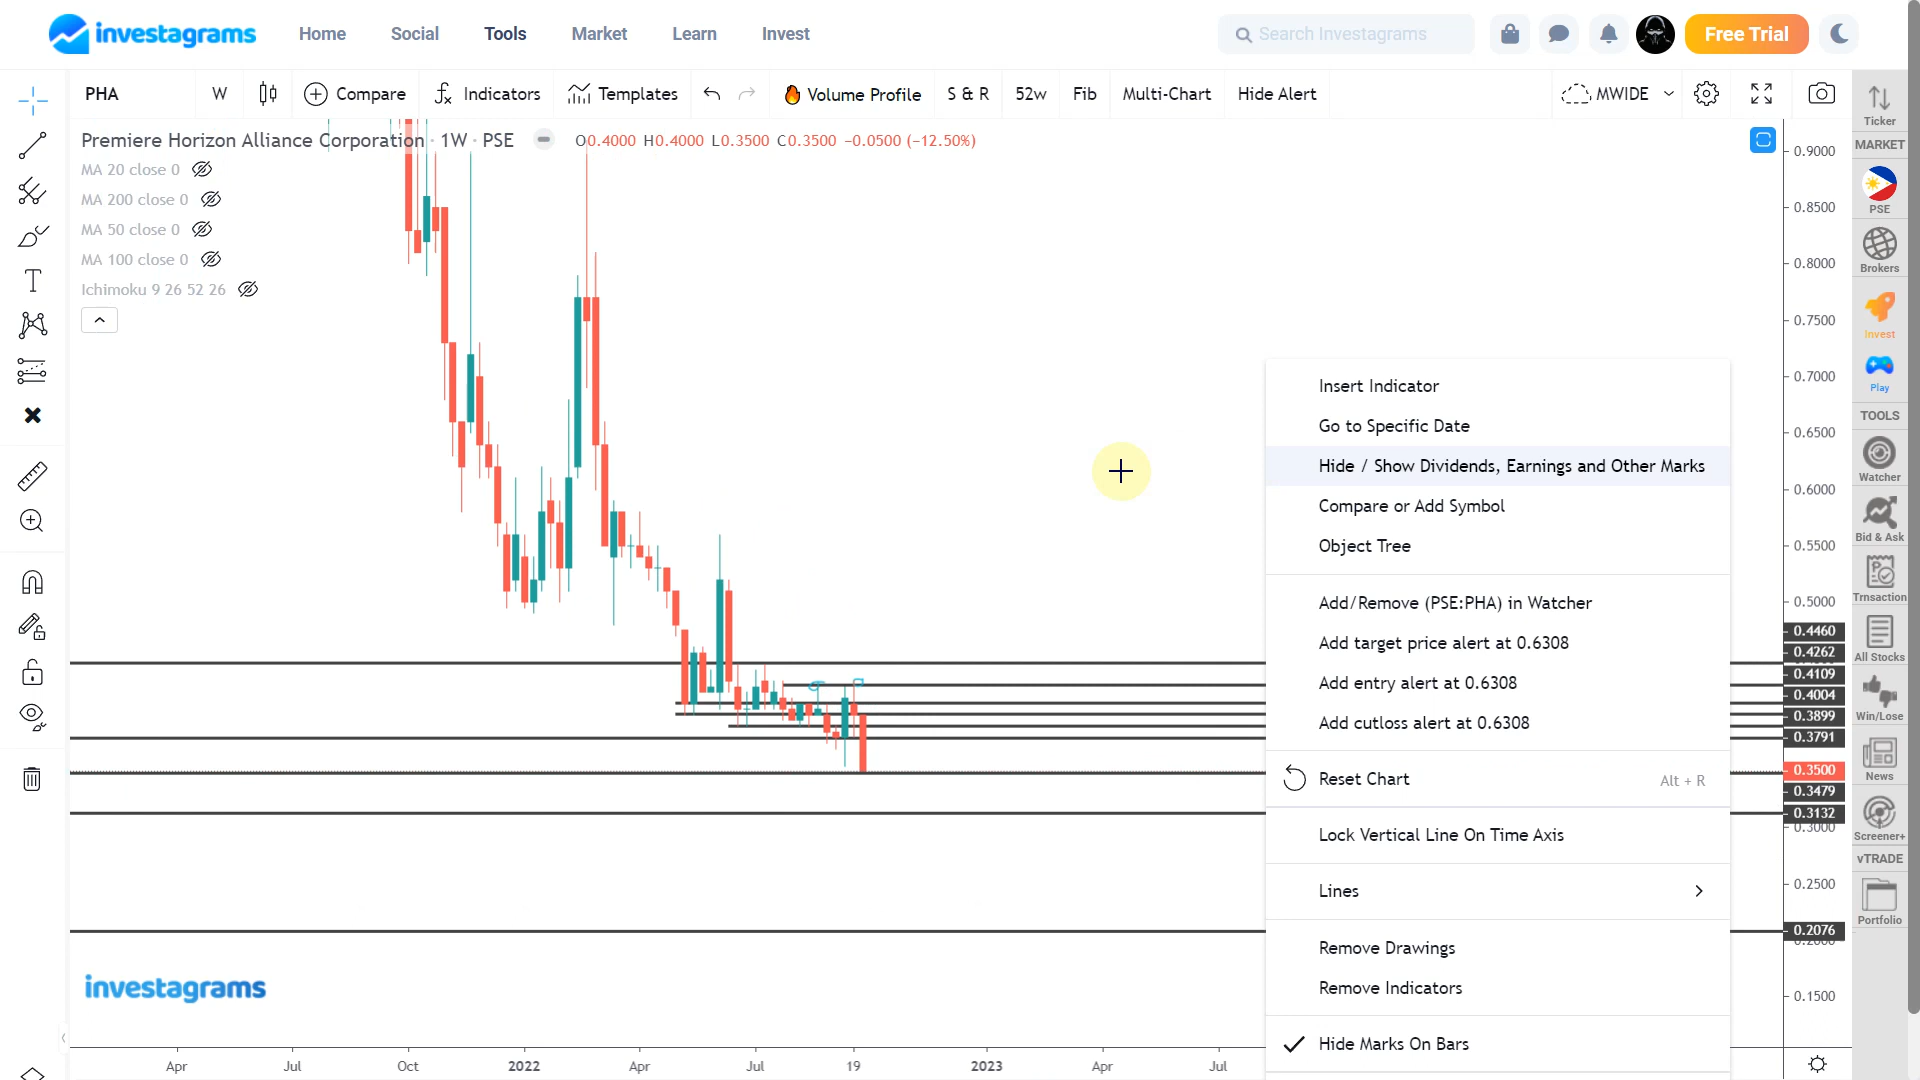 investagrams
Home
Social
Tools
Market
Learn
Invest
Search Investagrams
Free Trial
PHA
W
Compare
Indicators
Templates
Volume Profile
S & R
52w
Fib
Multi-Chart
Hide Alert
MWIDE
Premiere Horizon Alliance Corporation · 1W · PSE
O0.4000 H0.4000 L0.3500 C0.3500 −0.0500 (−12.50%)
MA 20 close 0
MA 200 close 0
MA 50 close 0
MA 100 close 0
Ichimoku 9 26 52 26
Insert Indicator
Go to Specific Date
Hide / Show Dividends, Earnings and Other Marks
Compare or Add Symbol
Object Tree
Add/Remove (PSE:PHA) in Watcher
Add target price alert at 0.6308
Add entry alert at 0.6308
Add cutloss alert at 0.6308
Reset Chart Alt + R
Lock Vertical Line On Time Axis
Lines
Remove Drawings
Remove Indicators
Hide Marks On Bars
0.9000
0.8500
0.8000
0.7500
0.7000
0.6500
0.6000
0.5500
0.5000
0.4460
0.4262
0.4109
0.4004
0.3899
0.3791
0.3500
0.3479
0.3132
0.3000
0.2500
0.2076
0.2000
0.1500
investagrams
Apr
Jul
Oct
2022
Apr
Jul
19
2023
Apr
Jul
Ticker
MARKET
PSE
Brokers
Invest
Play
TOOLS
Watcher
Bid & Ask
Trnsaction
All Stocks
Win/Lose
News
Screener+
vTRADE
Portfolio